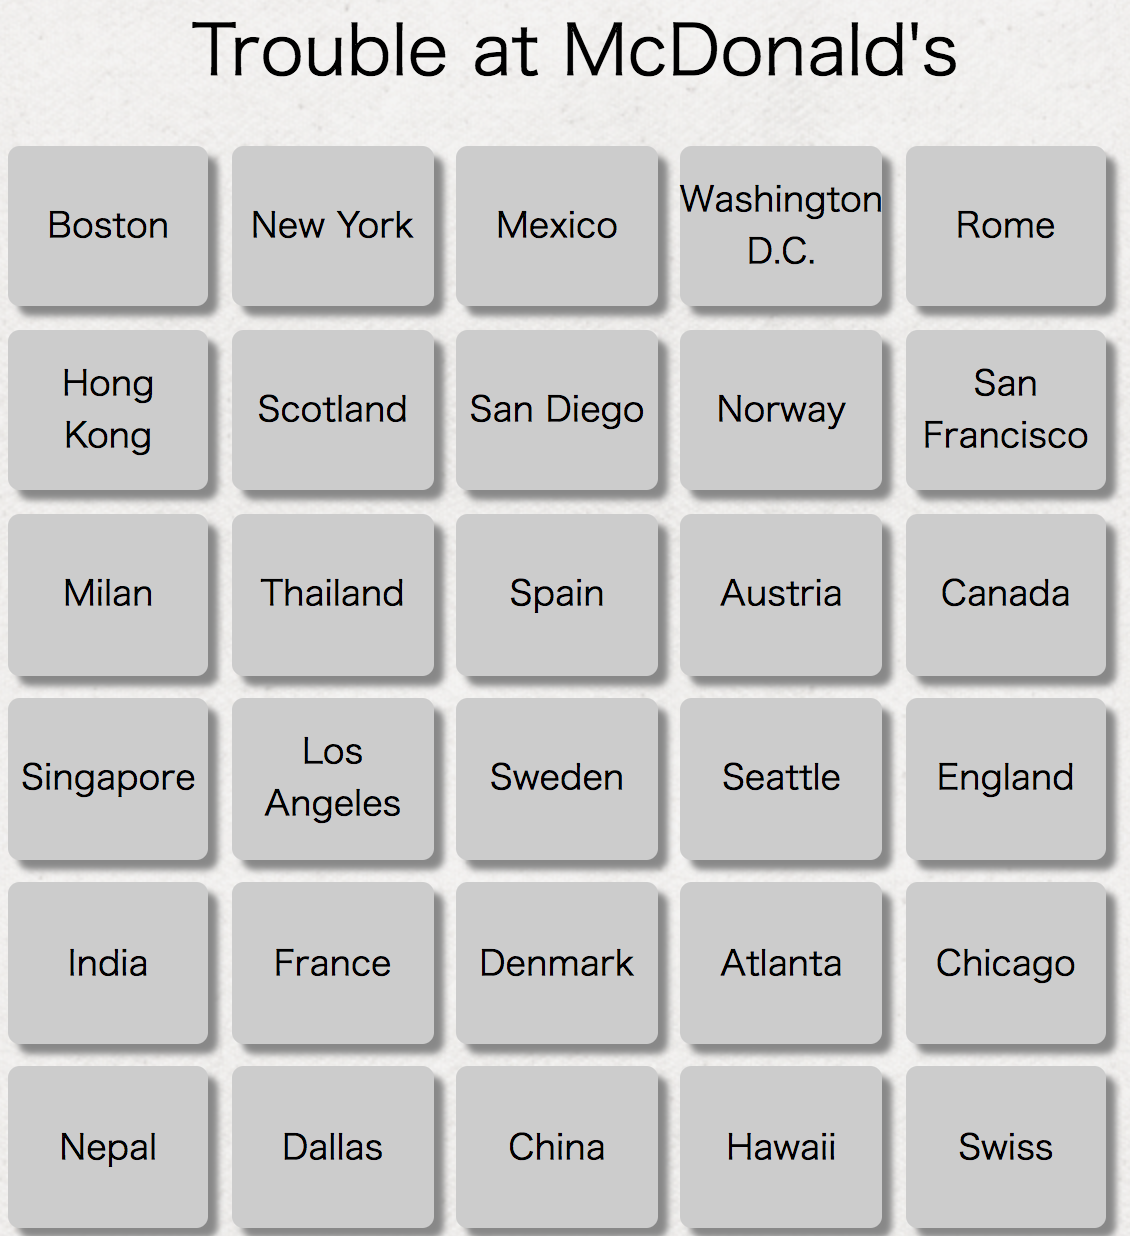 Trouble at McDonald's
Boston
New York
Mexico
Washington
D.C.
Rome
Hong
Kong
Scotland
San Diego
Norway
San
Francisco
Milan
Thailand
Spain
Austria
Canada
Singapore
Los
Angeles
Sweden
Seattle
England
India
France
Denmark
Atlanta
Chicago
Nepal
Dallas
China
Hawaii
Swiss